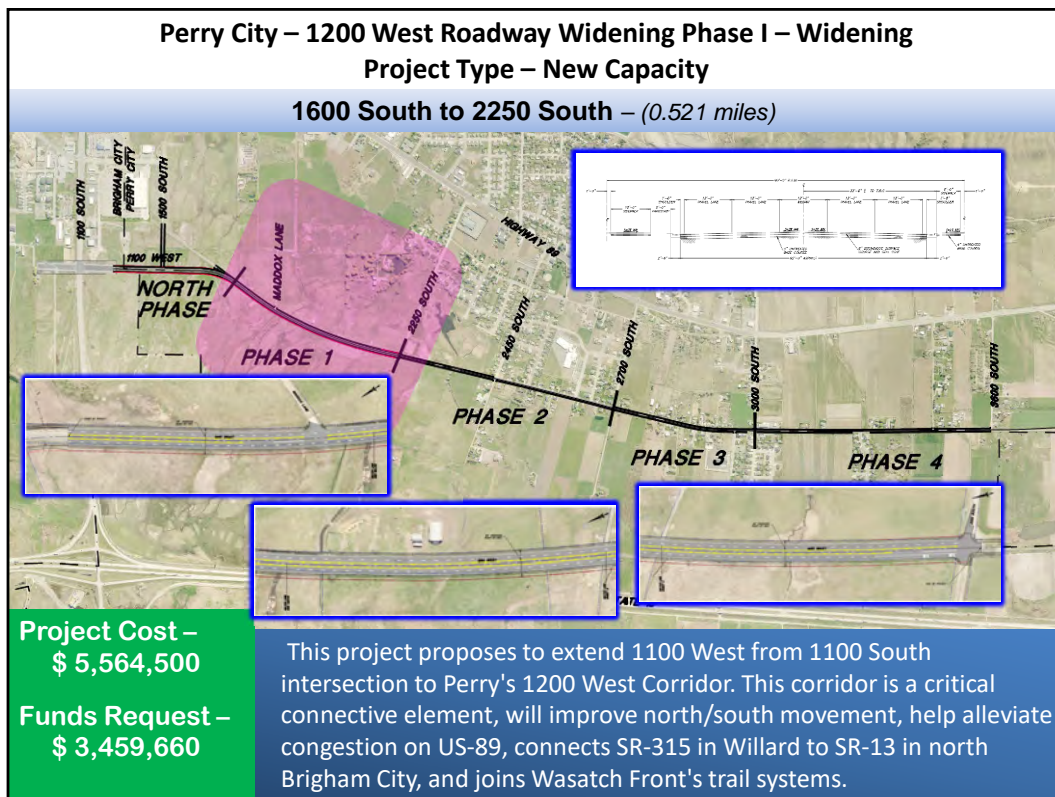 Perry City – 1200 West Roadway Widening Phase I – Widening
Project Type – New Capacity
1600 South to 2250 South – (0.521 miles)
1100 SOUTH
BRIGHAM CITY
PERRY CITY
1500 SOUTH
1100 WEST
NORTH
PHASE
MADDOX LANE
PHASE 1
2250 SOUTH
HIGHWAY 89
2450 SOUTH
PHASE 2
2700 SOUTH
PHASE 3
3000 SOUTH
PHASE 4
3600 SOUTH
Project Cost –
$ 5,564,500
Funds Request –
$ 3,459,660
This project proposes to extend 1100 West from 1100 South
intersection to Perry's 1200 West Corridor. This corridor is a critical
connective element, will improve north/south movement, help alleviate
congestion on US-89, connects SR-315 in Willard to SR-13 in north
Brigham City, and joins Wasatch Front's trail systems.